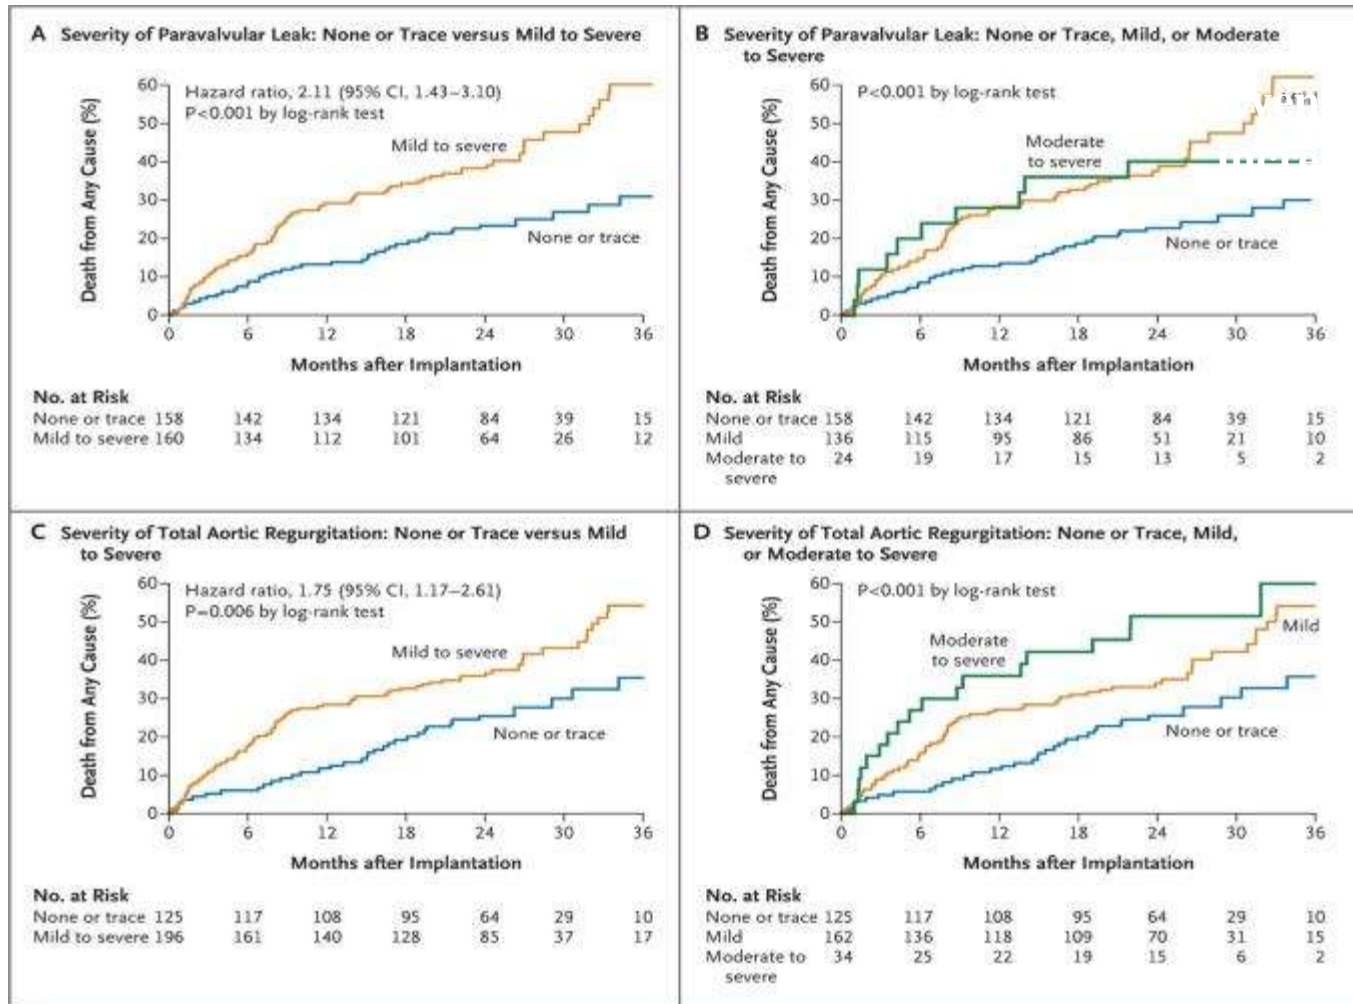 A Severity of Paravalvular Leak: None or Trace versus Mild to Severe
60
50
40
30
20
10
0
Death from Any Cause (%)
Hazard ratio, 2.11 (95% CI, 1.43–3.10)
P<0.001 by log-rank test
Mild to severe
None or trace
0 6 12 18 24 30 36
Months after Implantation
No. at Risk
None or trace 158 142 134 121 84 39 15
Mild to severe 160 134 112 101 64 26 12
B Severity of Paravalvular Leak: None or Trace, Mild, or Moderate
to Severe
60
50
40
30
20
10
0
Death from Any Cause (%)
P<0.001 by log-rank test
Moderate
to severe
None or trace
0 6 12 18 24 30 36
Months after Implantation
No. at Risk
None or trace 158 142 134 121 84 39 15
Mild 136 115 95 86 51 21 10
Moderate to 24 19 17 15 13 5 2
severe
C Severity of Total Aortic Regurgitation: None or Trace versus Mild
to Severe
60
50
40
30
20
10
0
Death from Any Cause (%)
Hazard ratio, 1.75 (95% CI, 1.17–2.61)
P=0.006 by log-rank test
Mild to severe
None or trace
0 6 12 18 24 30 36
Months after Implantation
No. at Risk
None or trace 125 117 108 95 64 29 10
Mild to severe 196 161 140 128 85 37 17
D Severity of Total Aortic Regurgitation: None or Trace, Mild,
or Moderate to Severe
60
50
40
30
20
10
0
Death from Any Cause (%)
P<0.001 by log-rank test
Moderate
to severe
Mild
None or trace
0 6 12 18 24 30 36
Months after Implantation
No. at Risk
None or trace 125 117 108 95 64 29 10
Mild 162 136 118 109 70 31 15
Moderate to 34 25 22 19 15 6 2
severe